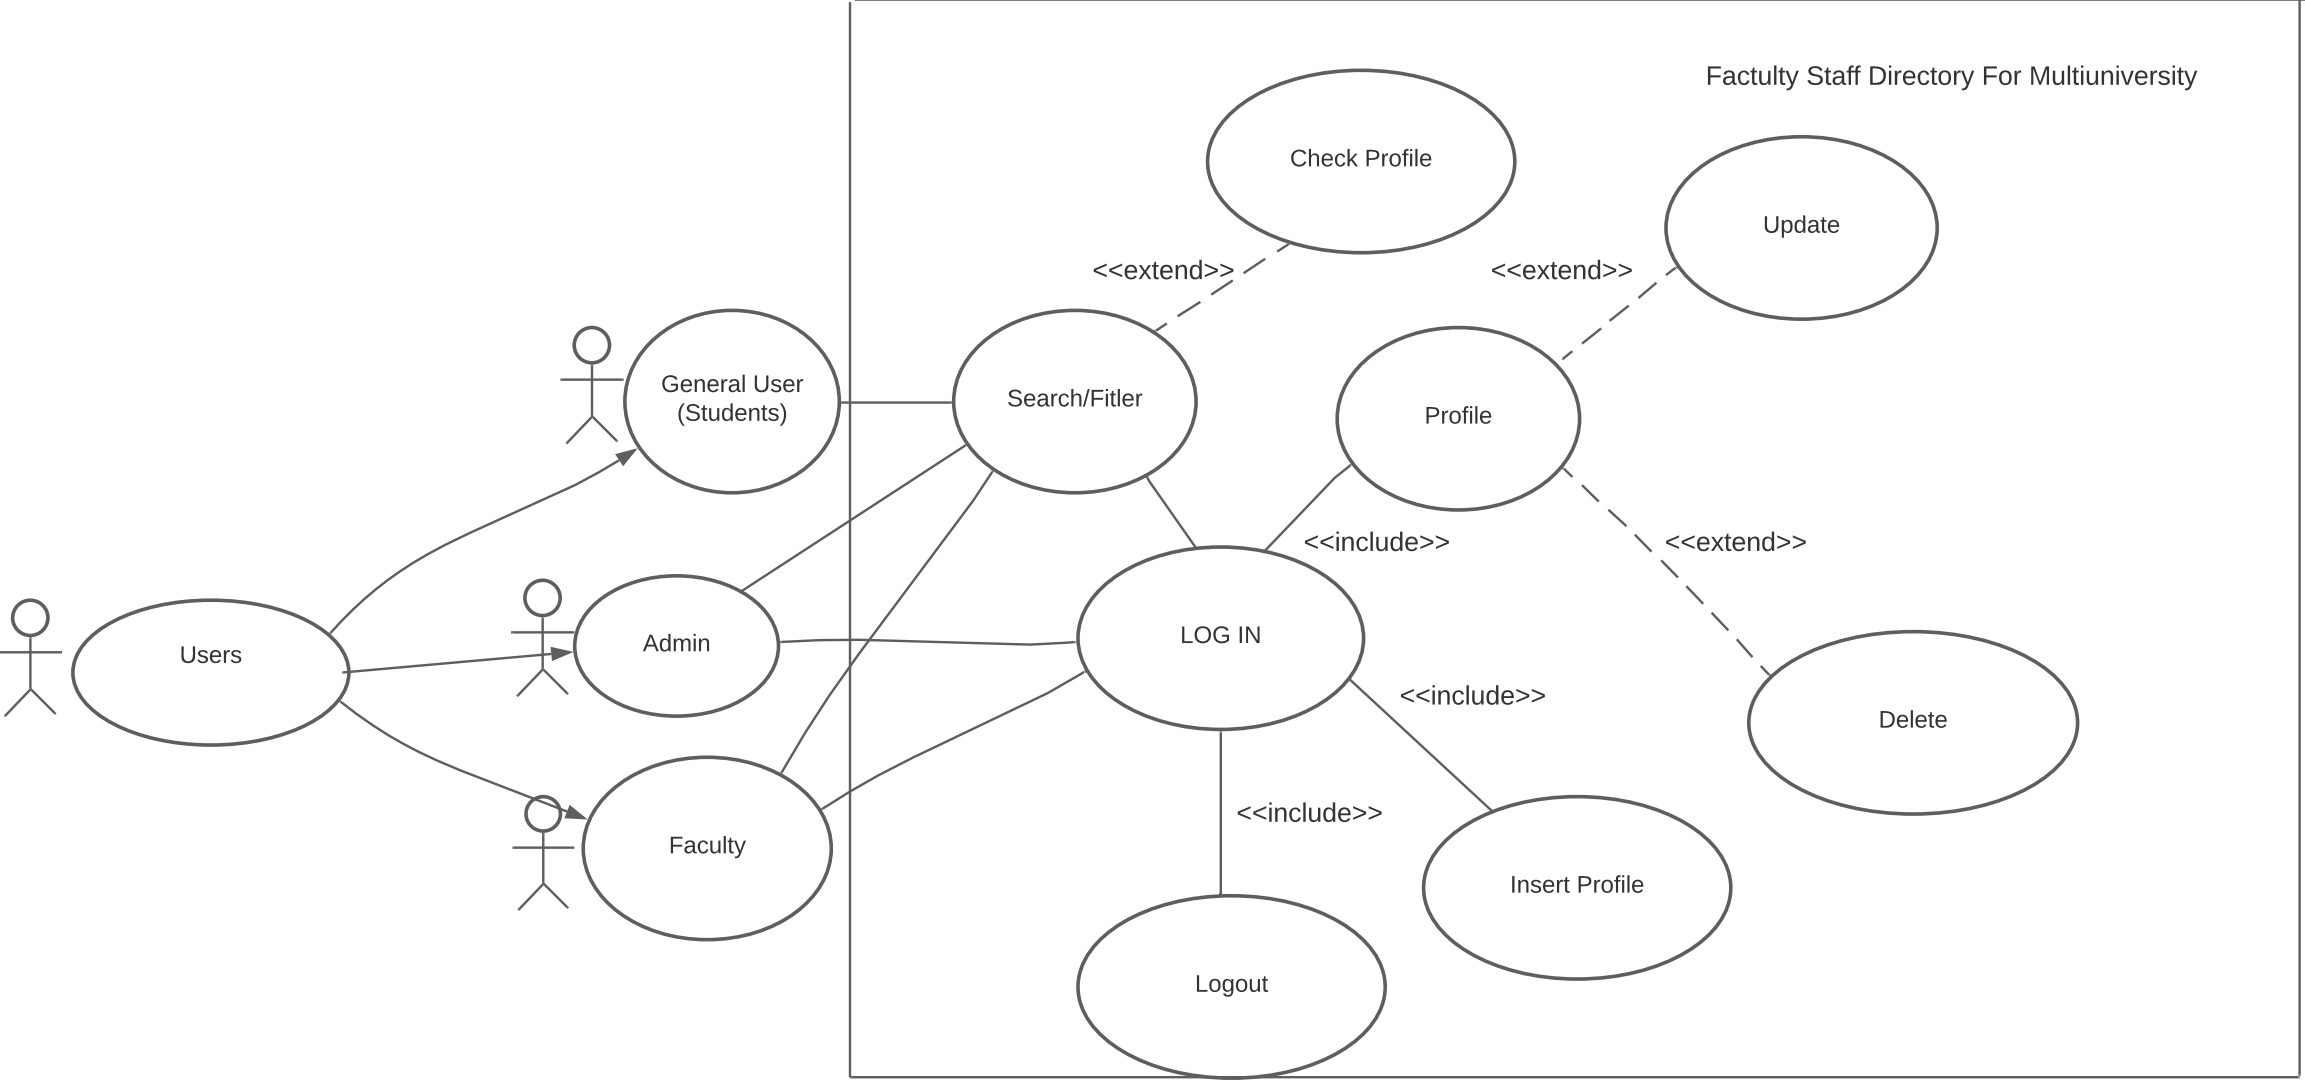 Factulty Staff Directory For Multiuniversity
Check Profile
Update
<<extend>>
<<extend>>
General User
(Students)
Search/Fitler
Profile
<<include>>
<<extend>>
Users
Admin
LOG IN
<<include>>
Delete
<<include>>
Faculty
Insert Profile
Logout